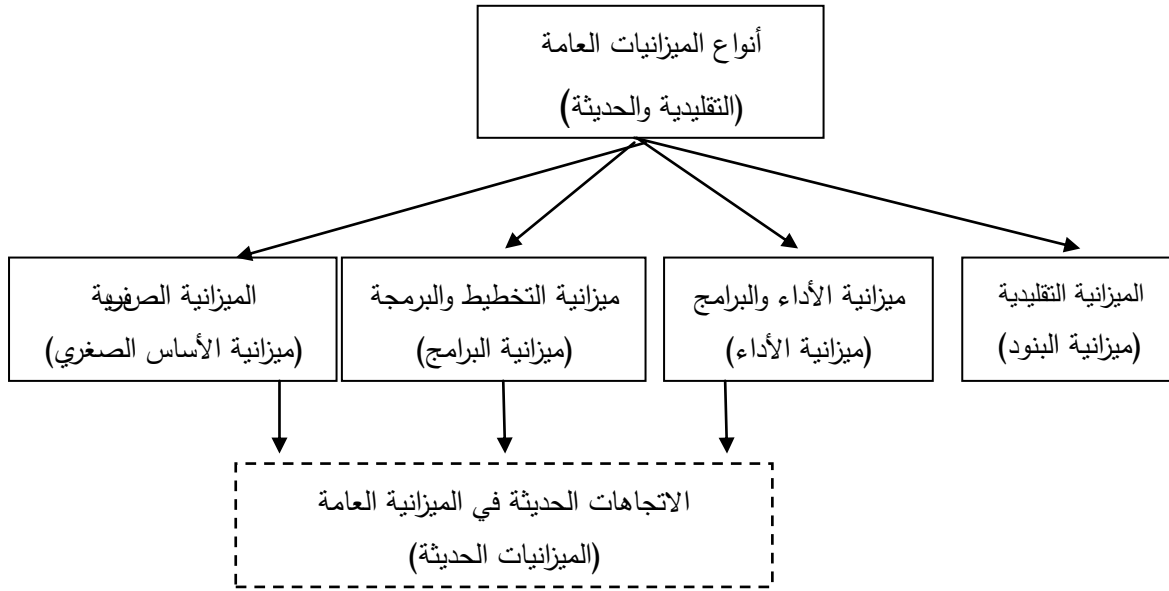 أنواع الميزانيات العامة
(التقليدية والحديثة)
الميزانية التقليدية
(ميزانية البنود)
ميزانية الأداء والبرامج
(ميزانية الأداء)
ميزانية التخطيط والبرمجة
(ميزانية البرامج)
الميزانية الصفرية
(ميزانية الأساس الصغري)
الاتجاهات الحديثة في الميزانية العامة
(الميزانيات الحديثة)